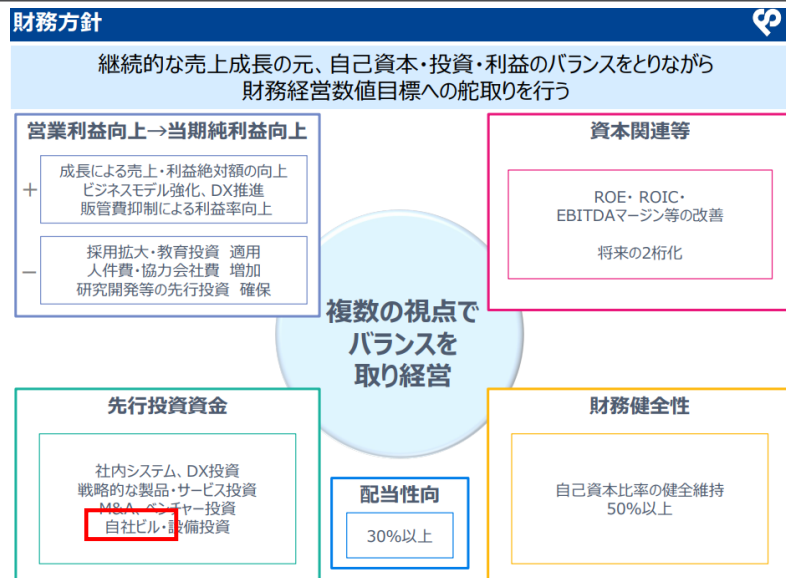 財務方針
継続的な売上成長の元、自己資本・投資・利益のバランスをとりながら
財務経営数値目標への舵取りを行う
営業利益向上→当期純利益向上
+
成長による売上・利益絶対額の向上
ビジネスモデル強化、DX推進
販管費抑制による利益率向上
−
採用拡大・教育投資 適用
人件費・協力会社費 増加
研究開発等の先行投資 確保
資本関連等
ROE・ ROIC・
EBITDAマージン等の改善
将来の2桁化
複数の視点で
バランスを
取り経営
先行投資資金
社内システム、DX投資
戦略的な製品・サービス投資
M&A、ベンチャー投資
自社ビル・設備投資
配当性向
30%以上
財務健全性
自己資本比率の健全維持
50%以上